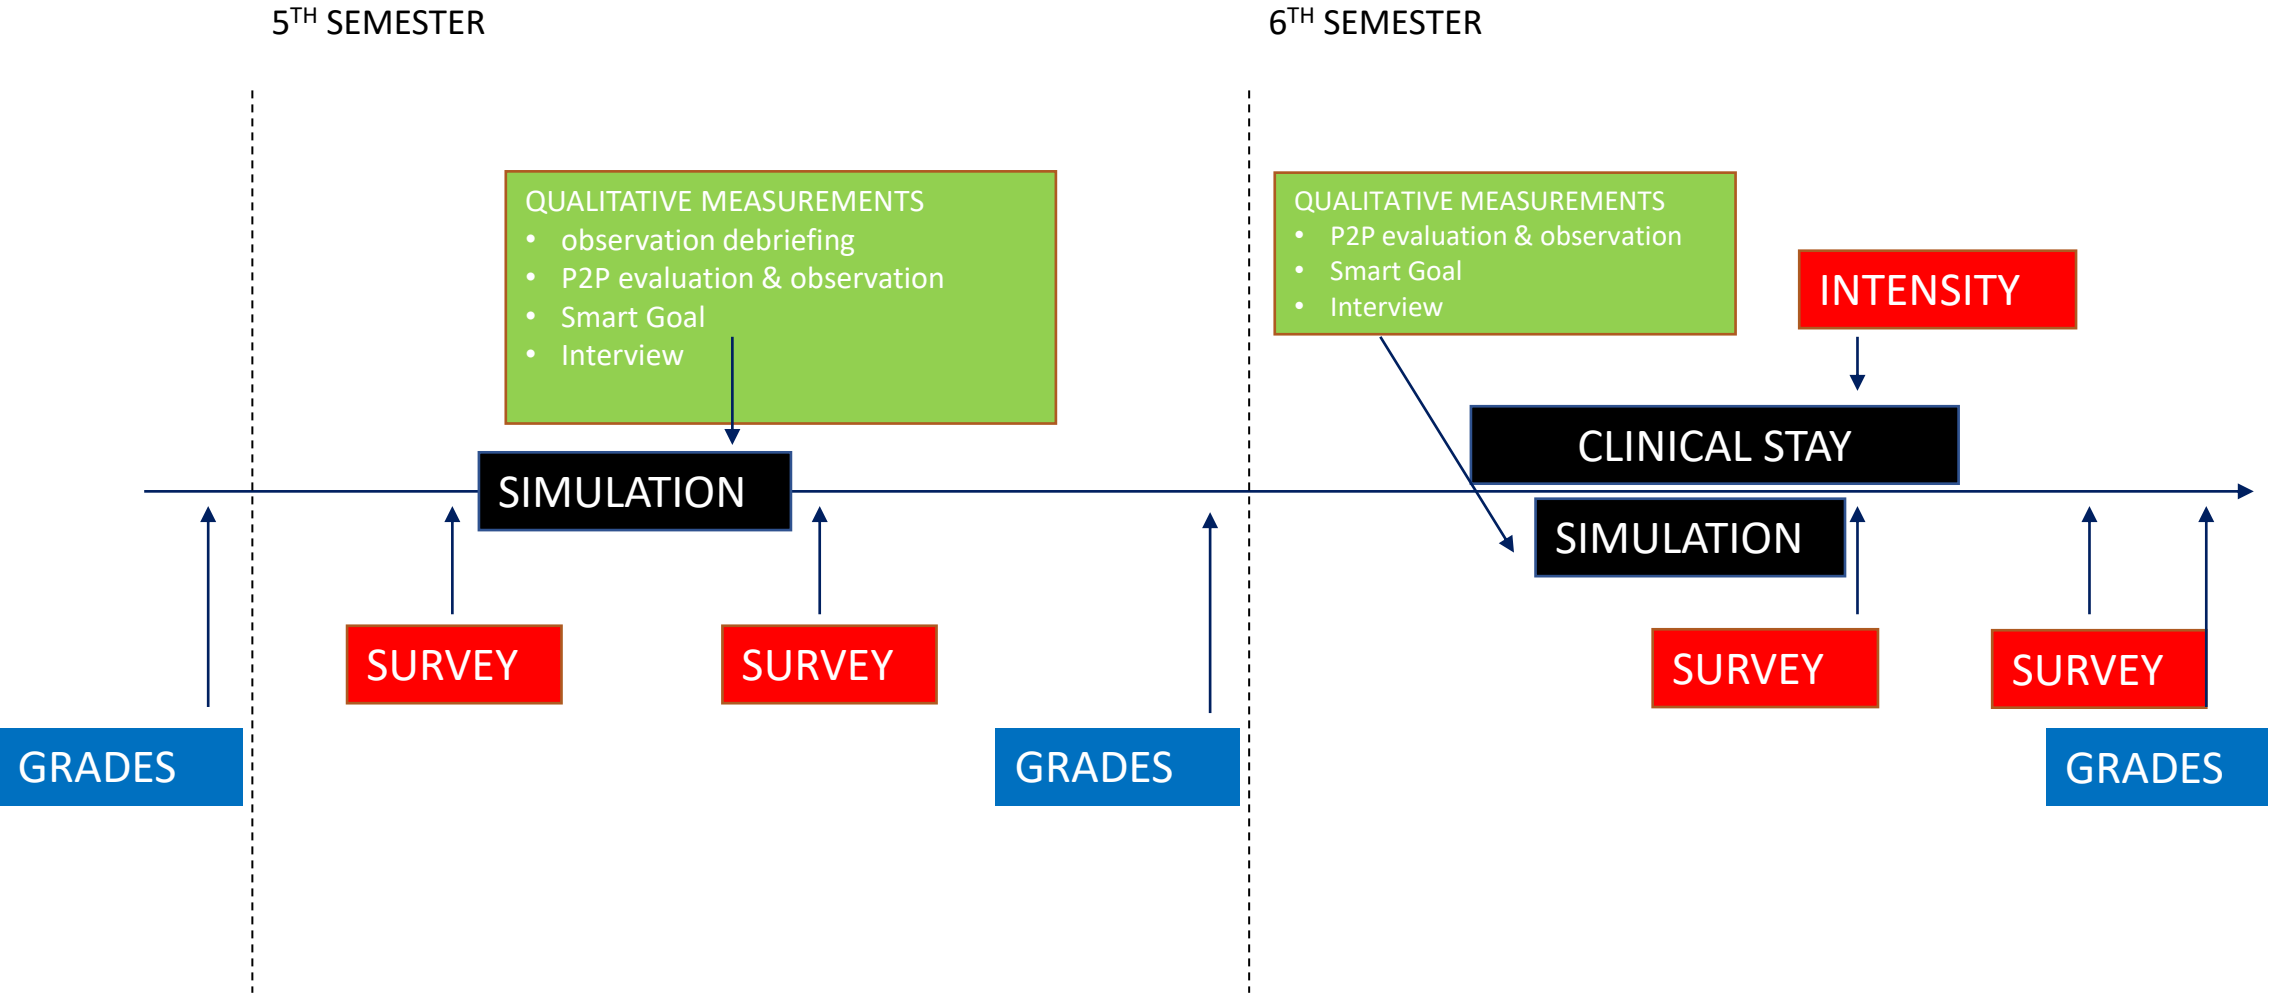 5TH SEMESTER
6TH SEMESTER
QUALITATIVE MEASUREMENTS
• observation debriefing
• P2P evaluation & observation
• Smart Goal
• Interview
QUALITATIVE MEASUREMENTS
• P2P evaluation & observation
• Smart Goal
• Interview
INTENSITY
CLINICAL STAY
SIMULATION
SIMULATION
SURVEY
SURVEY
SURVEY
SURVEY
GRADES
GRADES
GRADES